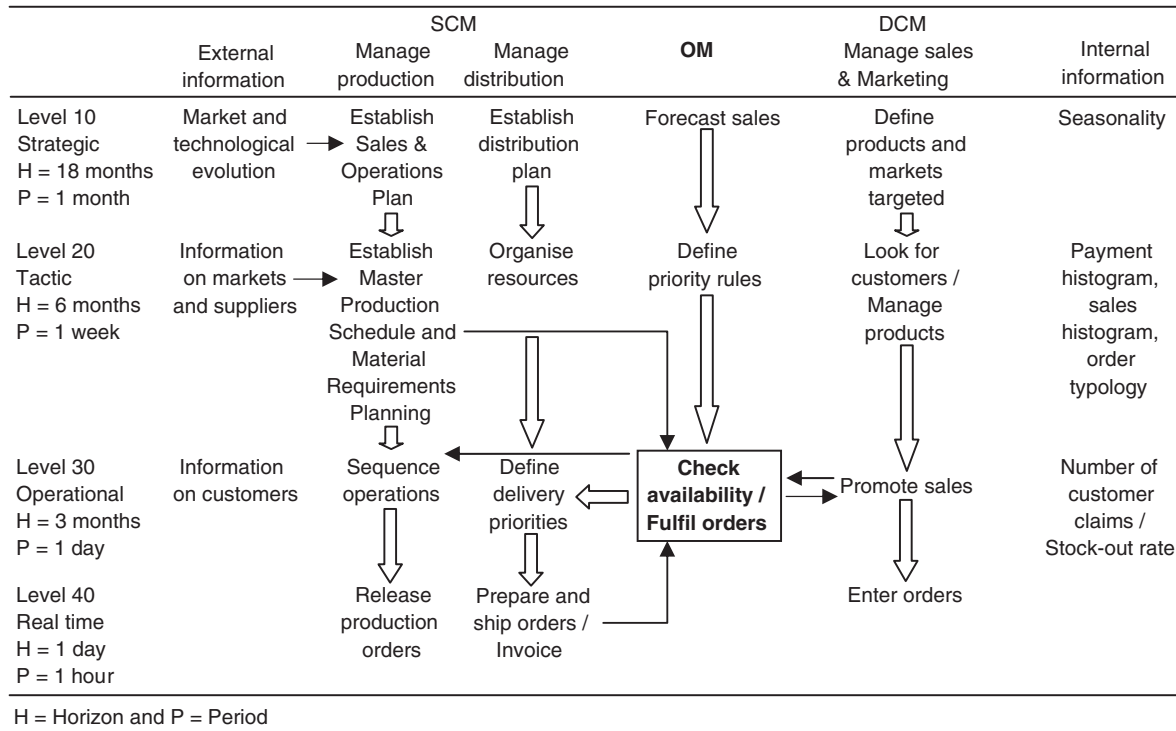 SCM
DCM
External
information
Manage
production
Manage
distribution
OM
Manage sales
& Marketing
Internal
information
Level 10
Strategic
H = 18 months
P = 1 month
Market and
technological
evolution
Establish
Sales &
Operations
Plan
Establish
distribution
plan
Forecast sales
Define
products and
markets
targeted
Seasonality
Level 20
Tactic
H = 6 months
P = 1 week
Information
on markets
and suppliers
Establish
Master
Production
Schedule and
Material
Requirements
Planning
Organise
resources
Define
priority rules
Look for
customers /
Manage
products
Payment
histogram,
sales
histogram,
order
typology
Level 30
Operational
H = 3 months
P = 1 day
Information
on customers
Sequence
operations
Define
delivery
priorities
Check
availability /
Fulfil orders
Promote sales
Number of
customer
claims /
Stock-out rate
Level 40
Real time
H = 1 day
P = 1 hour
Release
production
orders
Prepare and
ship orders /
Invoice
Enter orders
H = Horizon and P = Period